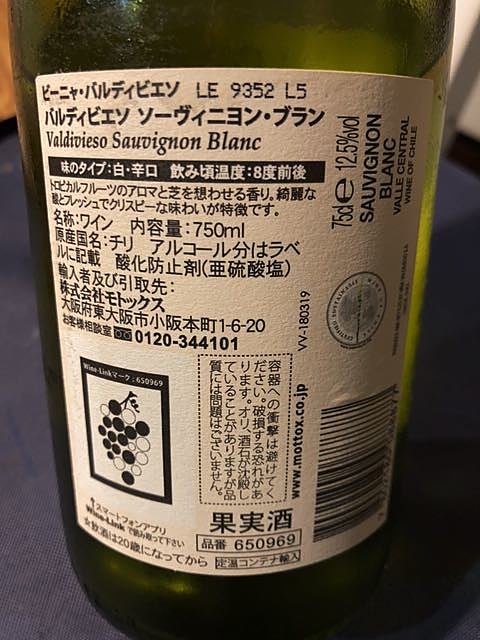 ビーニャ・バルディビエソ LE 9352 L5
バルディビエソ ソーヴィニヨン・ブラン
Valdivieso Sauvignon Blanc
味のタイプ:白・辛口 飲み頃温度:8度前後
トロピカルフルーツのアロマと芝を想わせる香り。綺麗な
酸とフレッシュでクリスピーな味わいが特徴です。
名称:ワイン 内容量:750ml
原産国名:チリ アルコール分はラベ
ルに記載 酸化防止剤(亜硫酸塩)
輸入者及び引取先:
株式会社モトックス
大阪府東大阪市小阪本町1-6-20
お客様相談室 0120-344101
Wine-Linkマーク:650969
↑スマートフォンアプリ
Wine-Linkで読み取って下さい
☆飲酒は20歳になってから
容器への衝撃は避けてく
ださい。破損する恐れがあ
ります。オリ、酒石が沈殿し
ていることがありますが品
質には問題はございません。
www.mottox.co.jp
VV-180319
果実酒
品番 650969
定温コンテナ輸入
75cl e 12.5%vol
SAUVIGNON
BLANC
VALLE CENTRAL
WINE OF CHILE